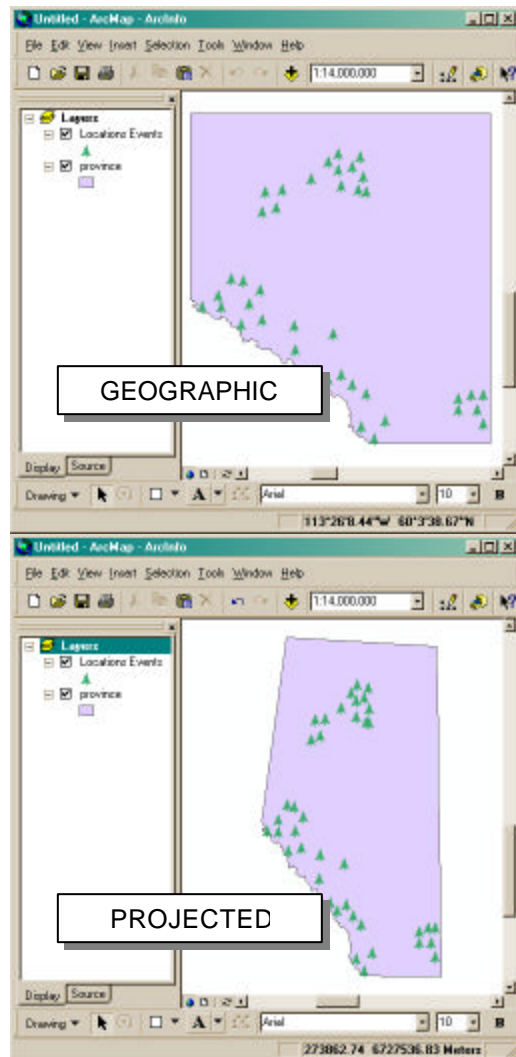 Untitled - ArcMap - ArcInfo
File Edit View Insert Selection Tools Window Help
1:14,000,000
Layers
Locations Events
province
GEOGRAPHIC
Display Source
Drawing A Arial 10 B
113°26'8.44"W 60°3'38.67"N
Untitled - ArcMap - ArcInfo
File Edit View Insert Selection Tools Window Help
1:14,000,000
Layers
Locations Events
province
PROJECTED
Display Source
Drawing A Arial 10 B
273862.74 6727536.83 Meters